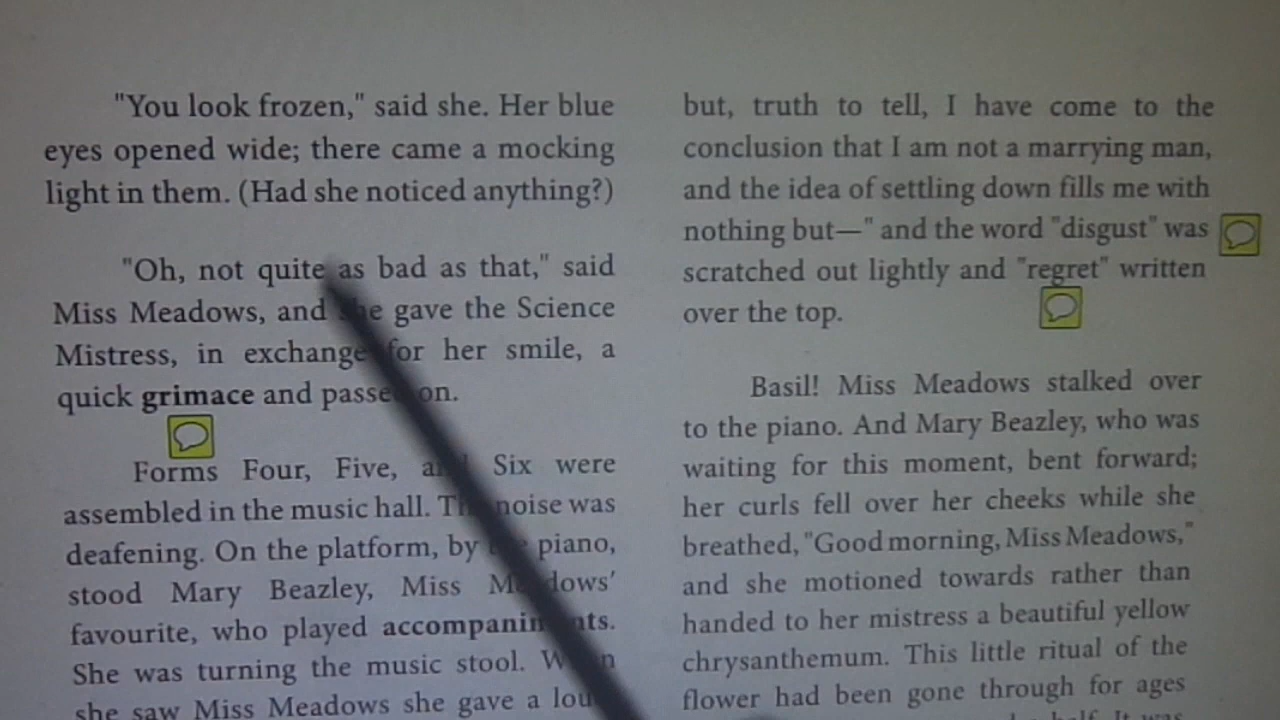 "You look frozen," said she. Her blue
eyes opened wide; there came a mocking
light in them. (Had she noticed anything?)
"Oh, not quite as bad as that," said
Miss Meadows, and she gave the Science
Mistress, in exchange for her smile, a
quick grimace and passed on.
Forms Four, Five, and Six were
assembled in the music hall. The noise was
deafening. On the platform, by the piano,
stood Mary Beazley, Miss Meadows'
favourite, who played accompaniments.
She was turning the music stool. When
she saw Miss Meadows she gave a loud
but, truth to tell, I have come to the
conclusion that I am not a marrying man,
and the idea of settling down fills me with
nothing but—" and the word "disgust" was
scratched out lightly and "regret" written
over the top.
Basil! Miss Meadows stalked over
to the piano. And Mary Beazley, who was
waiting for this moment, bent forward;
her curls fell over her cheeks while she
breathed, "Good morning, Miss Meadows,"
and she motioned towards rather than
handed to her mistress a beautiful yellow
chrysanthemum. This little ritual of the
flower had been gone through for ages
half. It was